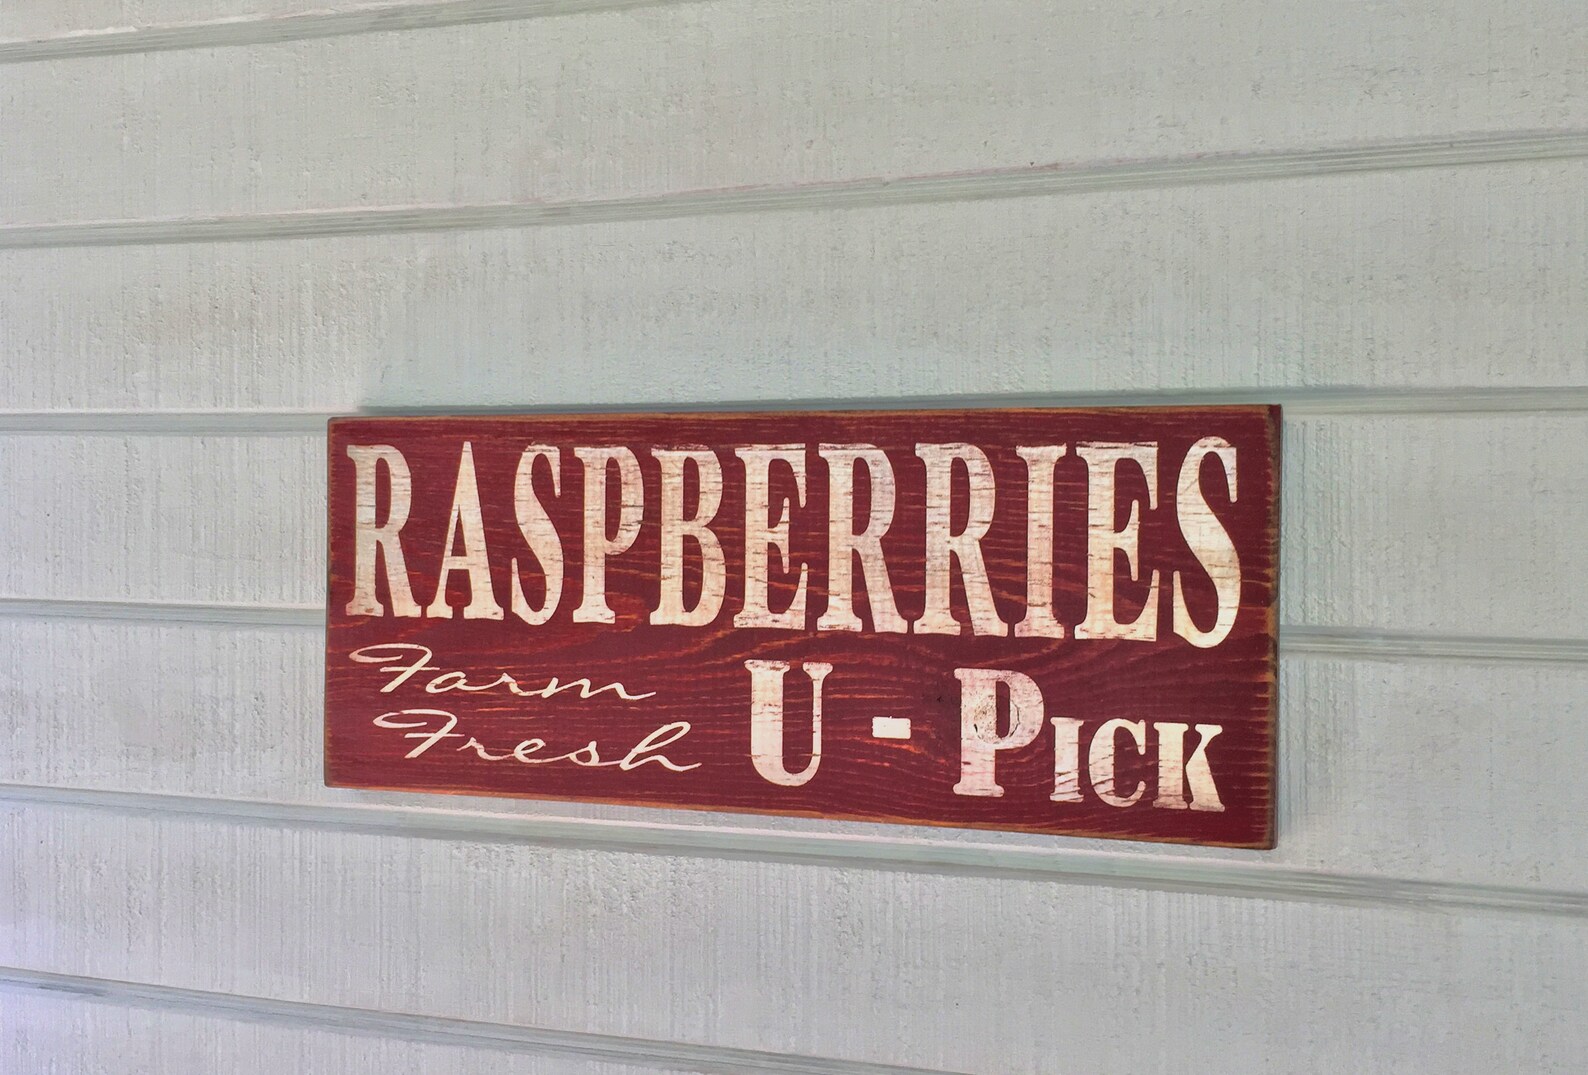 RASPBERRIES
Farm
Fresh
U - PICK